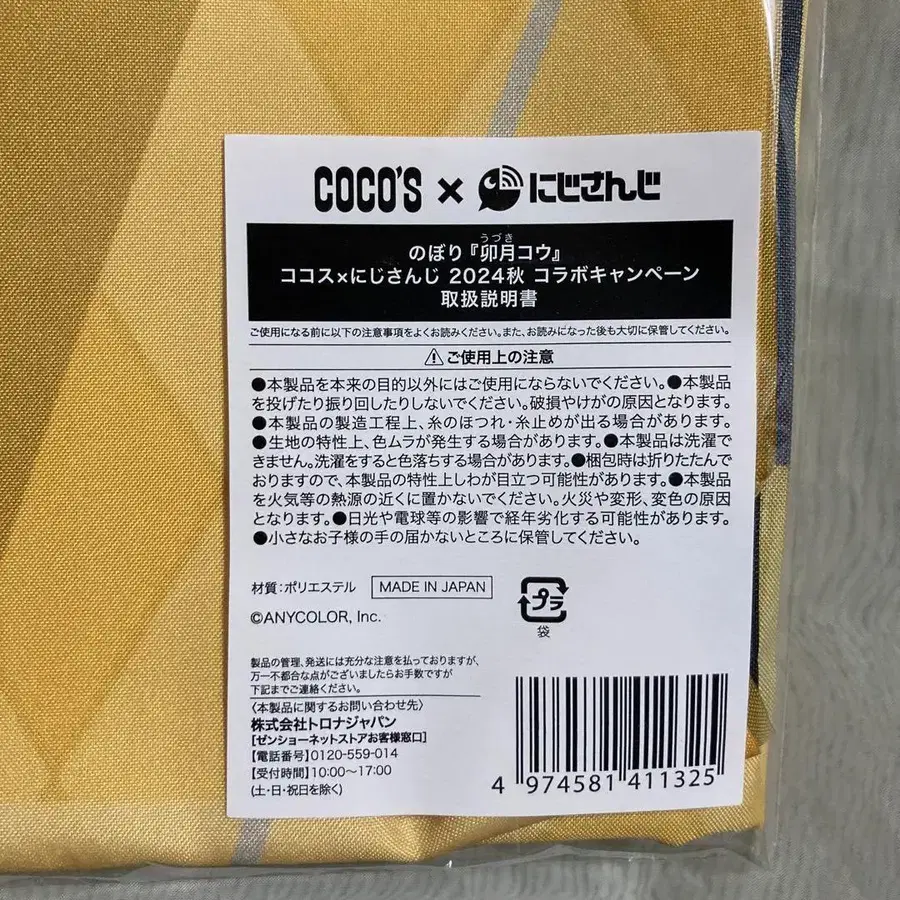 COCO'S × にじさんじ
うづき
のぼり『卯月コウ』
ココス×にじさんじ 2024秋 コラボキャンペーン
取扱説明書
ご使用になる前に以下の注意事項をよくお読みください。また、お読みになった後も大切に保管してください。
⚠ご使用上の注意
●本製品を本来の目的以外にはご使用にならないでください。●本製品
を投げたり振り回したりしないでください。破損やけがの原因となります。
●本製品の製造工程上、糸のほつれ・糸止めが出る場合があります。
●生地の特性上、色ムラが発生する場合があります。●本製品は洗濯で
きません。洗濯をすると色落ちする場合があります。●梱包時は折りたたんで
おりますので、本製品の特性上しわが目立つ可能性があります。●本製品
を火気等の熱源の近くに置かないでください。火災や変形、変色の原因
となります。●日光や電球等の影響で経年劣化する可能性があります。
●小さなお子様の手の届かないところに保管してください。
材質：ポリエステル MADE IN JAPAN
プラ
袋
©ANYCOLOR, Inc.
製品の管理、発送には充分な注意を払っておりますが、
万一不都合な点がございましたらお手数ですが
下記までご連絡ください。
〈本製品に関するお問い合わせ先〉
株式会社トロナジャパン
[ゼンショーネットストアお客様窓口]
【電話番号】0120-559-014
【受付時間】10:00〜17:00
(土・日・祝日を除く)
4 974581 411325